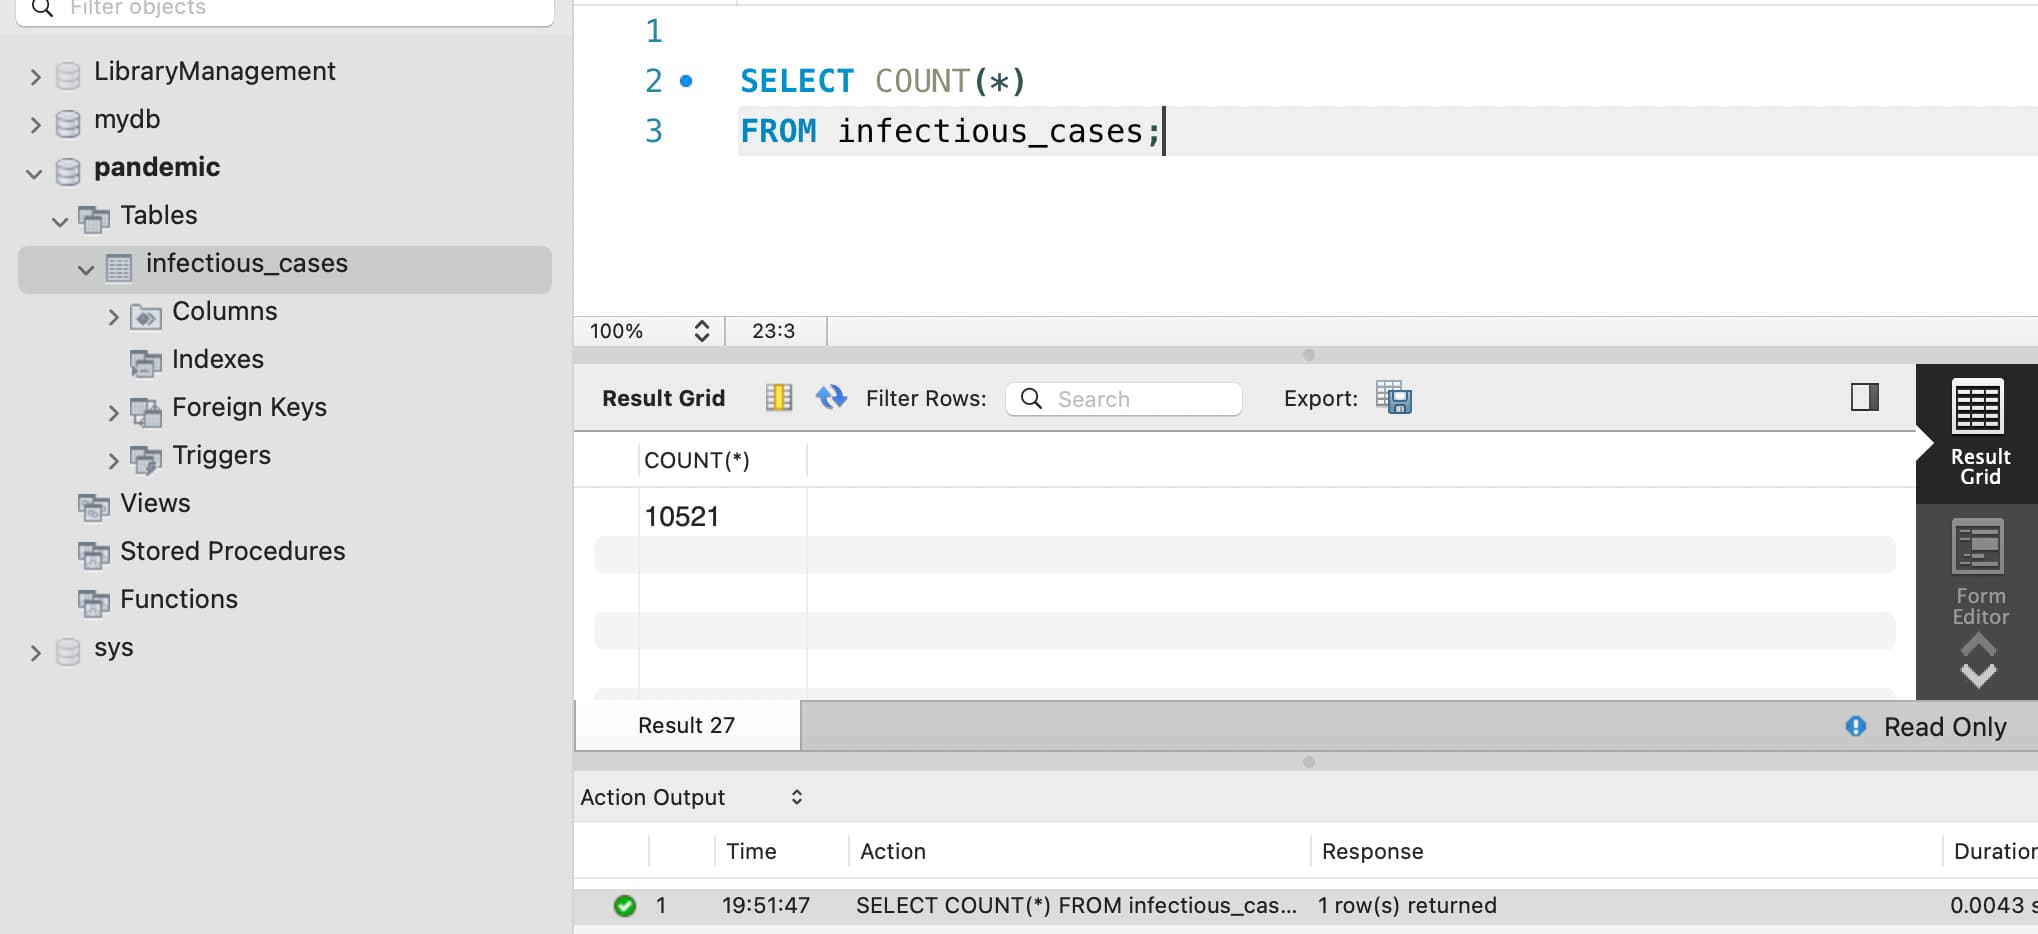 Filter objects
LibraryManagement
mydb
pandemic
Tables
infectious_cases
Columns
Indexes
Foreign Keys
Triggers
Views
Stored Procedures
Functions
sys
1
2 SELECT COUNT(*)
3 FROM infectious_cases;
100% 23:3
Result Grid Filter Rows: Search Export:
COUNT(*)
10521
Result
Grid
Form
Editor
Result 27 Read Only
Action Output
Time Action Response Duration
1 19:51:47 SELECT COUNT(*) FROM infectious_cas... 1 row(s) returned 0.0043 s